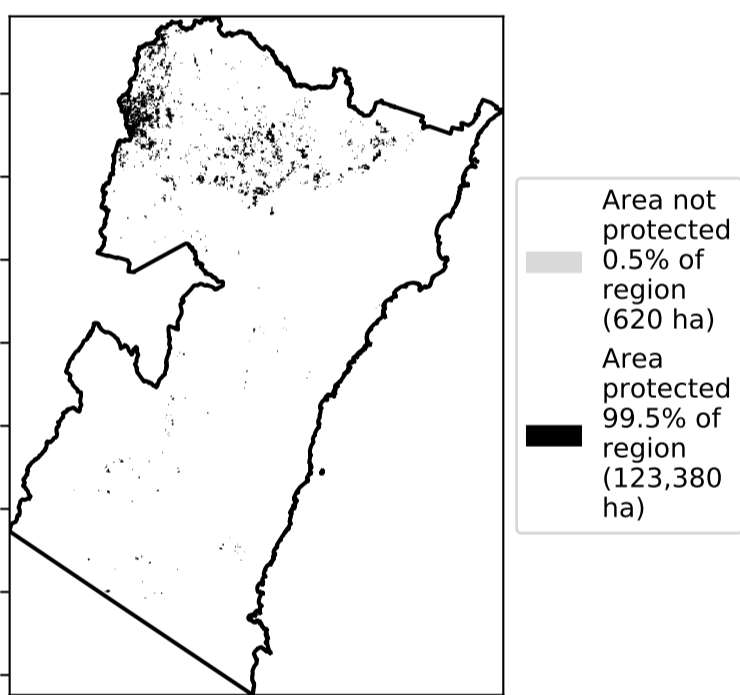 Area not
protected
0.5% of
region
(620 ha)
Area
protected
99.5% of
region
(123,380
ha)